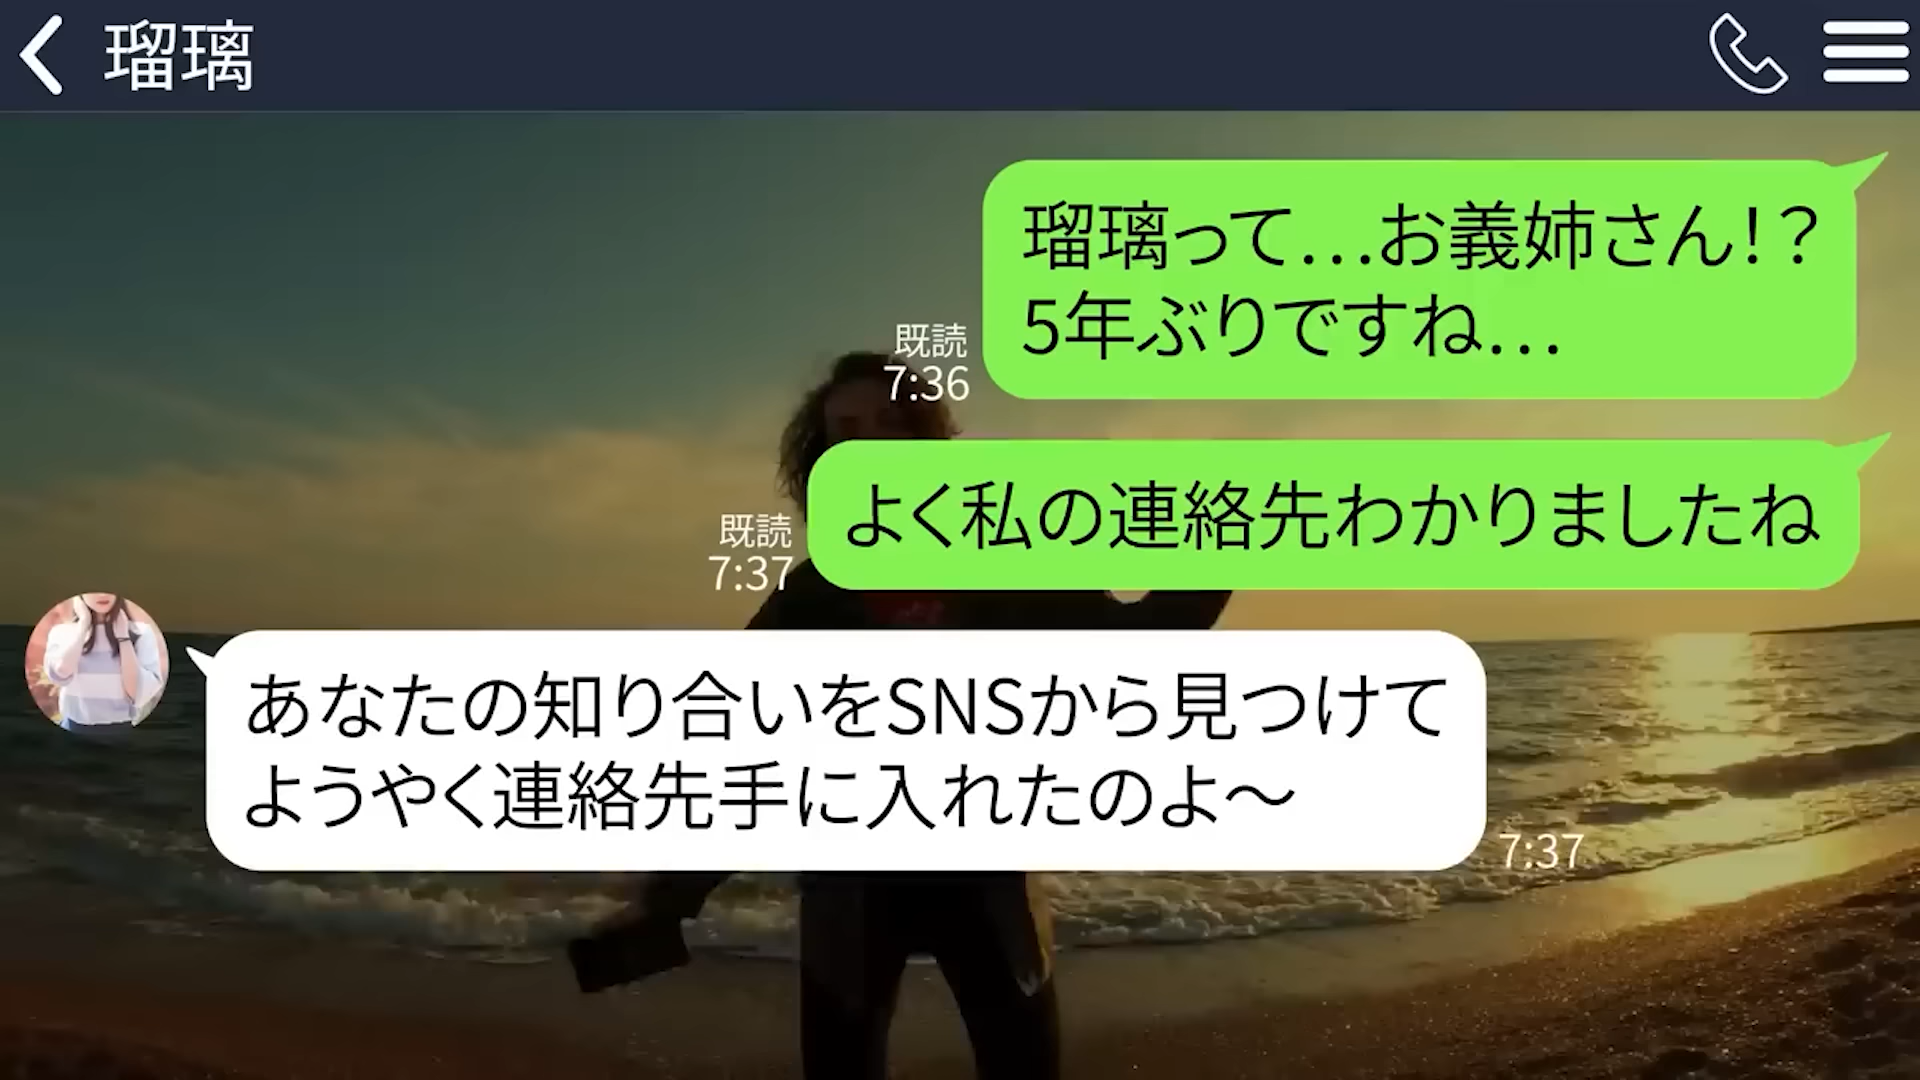 瑠璃
瑠璃って…お義姉さん！？
5年ぶりですね…
既読
7:36
よく私の連絡先わかりましたね
既読
7:37
あなたの知り合いをSNSから見つけて
ようやく連絡先手に入れたのよ〜
7:37